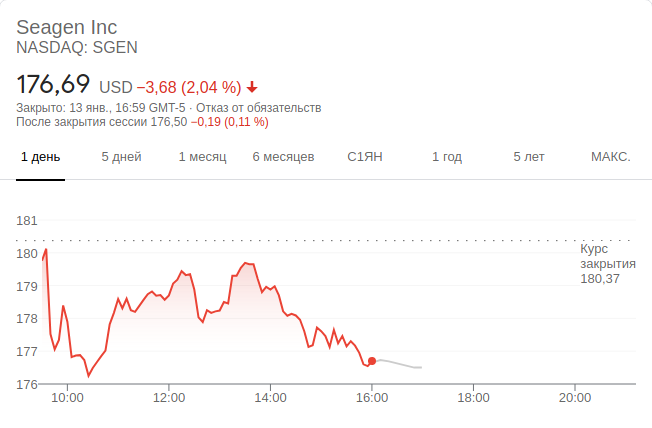 Seagen Inc
NASDAQ: SGEN
176,69 USD −3,68 (2,04 %)
Закрыто: 13 янв., 16:59 GMT-5 · Отказ от обязательств
После закрытия сессии 176,50 −0,19 (0,11 %)
1 день 5 дней 1 месяц 6 месяцев С1ЯН 1 год 5 лет МАКС.
181
180
179
178
177
176
Курс
закрытия
180,37
10:00 12:00 14:00 16:00 18:00 20:00